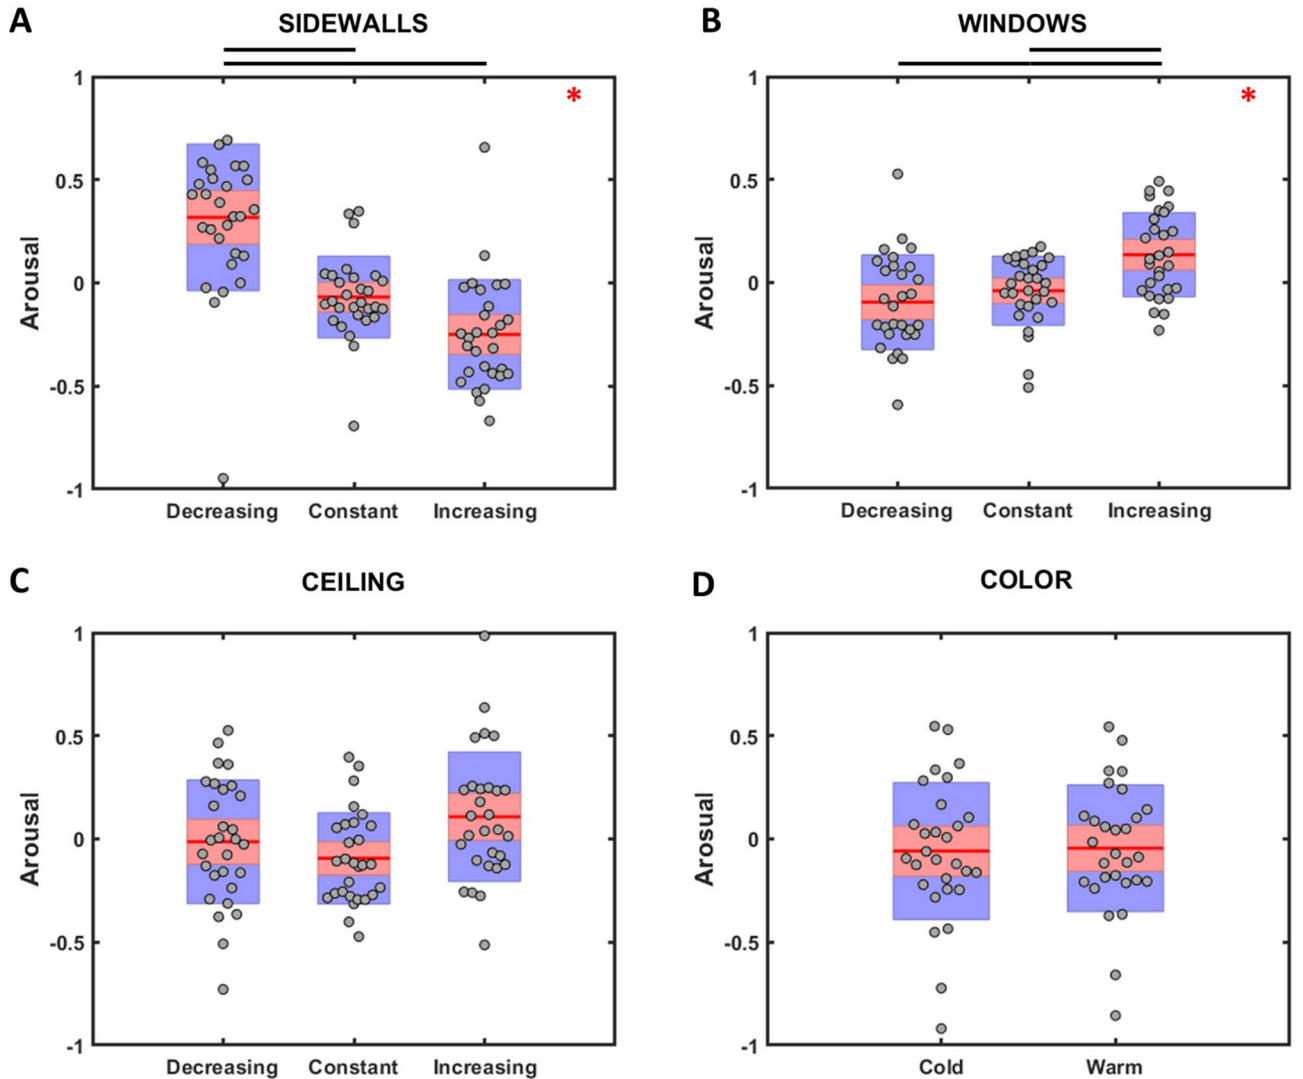 A
SIDEWALLS
*
1
0.5
0
-0.5
-1
Arousal
Decreasing Constant Increasing
B
WINDOWS
*
1
0.5
0
-0.5
-1
Arousal
Decreasing Constant Increasing
C
CEILING
1
0.5
0
-0.5
-1
Arousal
Decreasing Constant Increasing
D
COLOR
1
0.5
0
-0.5
-1
Arosual
Cold Warm